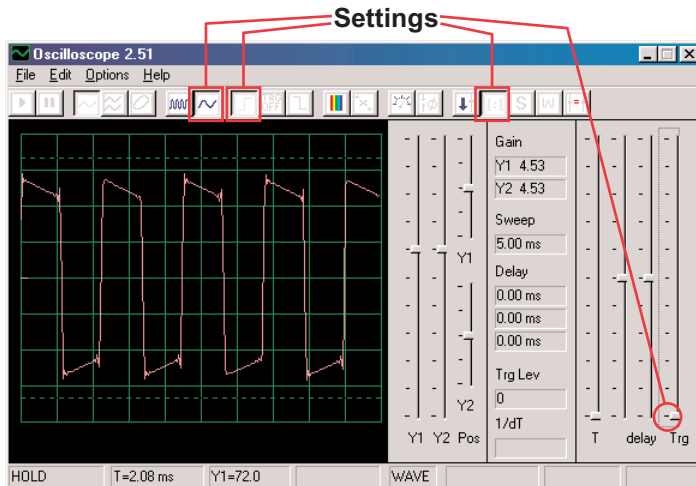 Settings
Oscilloscope 2.51
File Edit Options Help
TRG OFF
S W
Gain
Y1 4.53
Y2 4.53
Sweep
5.00 ms
Delay
0.00 ms
0.00 ms
0.00 ms
Trg Lev
0
1/dT
Y1
Y2
Y1 Y2 Pos
T delay Trg
HOLD T=2.08 ms Y1=72.0 WAVE